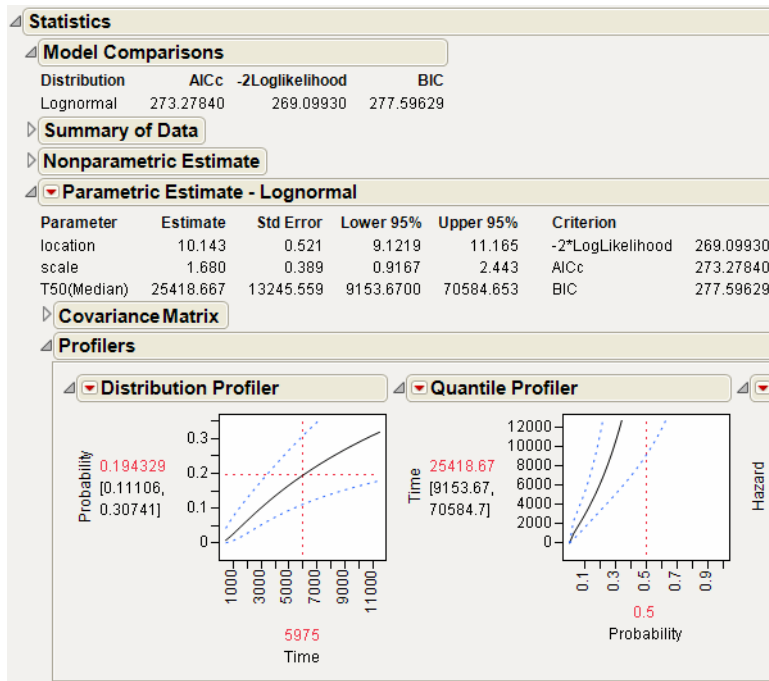 Statistics
Model Comparisons
Distribution AICc -2Loglikelihood BIC
Lognormal 273.27840 269.09930 277.59629
Summary of Data
Nonparametric Estimate
Parametric Estimate - Lognormal
Parameter Estimate Std Error Lower 95% Upper 95% Criterion
location 10.143 0.521 9.1219 11.165 -2*LogLikelihood 269.09930
scale 1.680 0.389 0.9167 2.443 AICc 273.27840
T50(Median) 25418.667 13245.559 9153.6700 70584.653 BIC 277.59629
Covariance Matrix
Profilers
Distribution Profiler
Probability
0.194329
[0.11106,
0.30741]
0.3
0.2
0.1
0
1000
3000
5000
7000
9000
11000
5975
Time
Quantile Profiler
Time
25418.67
[9153.67,
70584.7]
12000
10000
8000
6000
4000
2000
0
0.1
0.3
0.5
0.7
0.9
0.5
Probability
Hazard